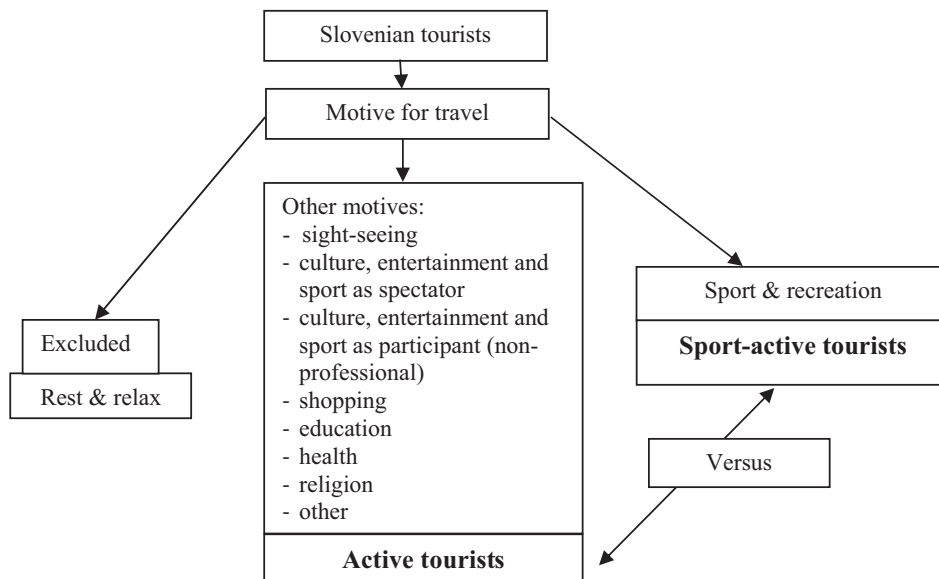 Slovenian tourists
Motive for travel
Other motives:
- sight-seeing
- culture, entertainment and
sport as spectator
- culture, entertainment and
sport as participant (non-
professional)
- shopping
- education
- health
- religion
- other
Active tourists
Excluded
Rest & relax
Sport & recreation
Sport-active tourists
Versus